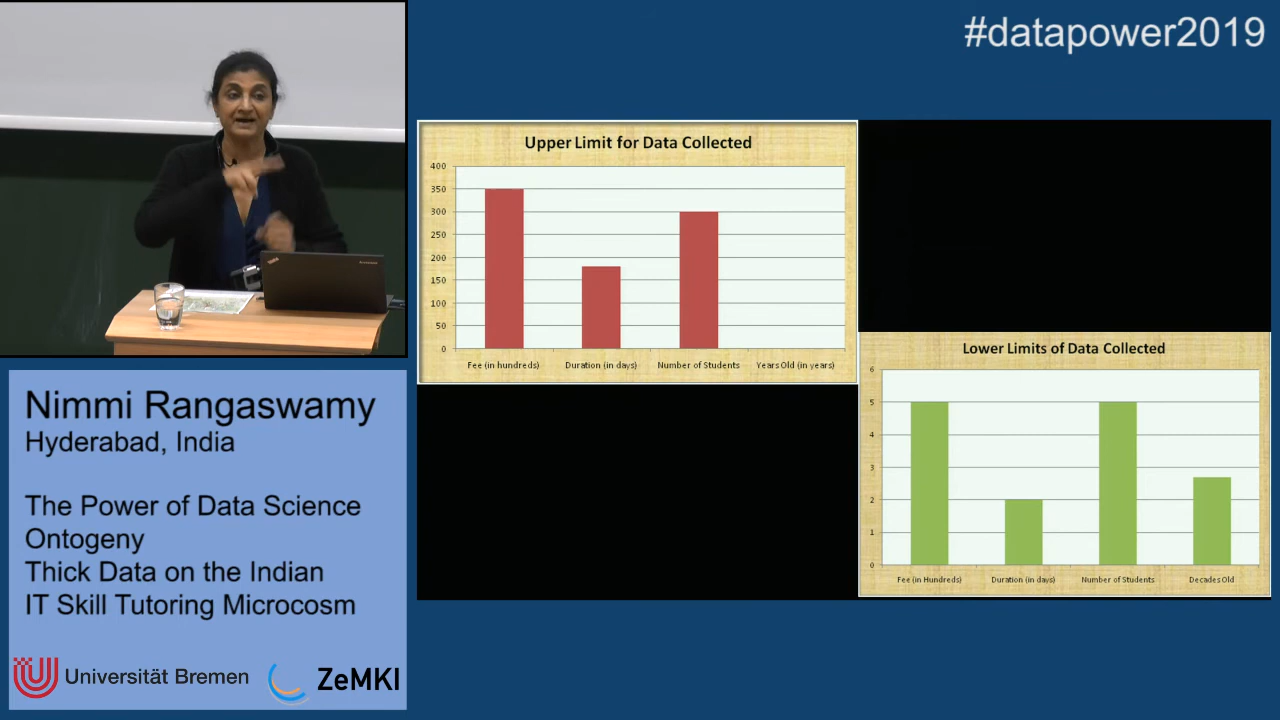 #datapower2019
Upper Limit for Data Collected
400
350
300
250
200
150
100
50
0
Fee (in hundreds) Duration (in days) Number of Students Years Old (in years)
Lower Limits of Data Collected
6
5
4
3
2
1
0
Fee (in Hundreds) Duration (in days) Number of Students Decades Old
Nimmi Rangaswamy
Hyderabad, India
The Power of Data Science
Ontogeny
Thick Data on the Indian
IT Skill Tutoring Microcosm
Universität Bremen
ZeMKI